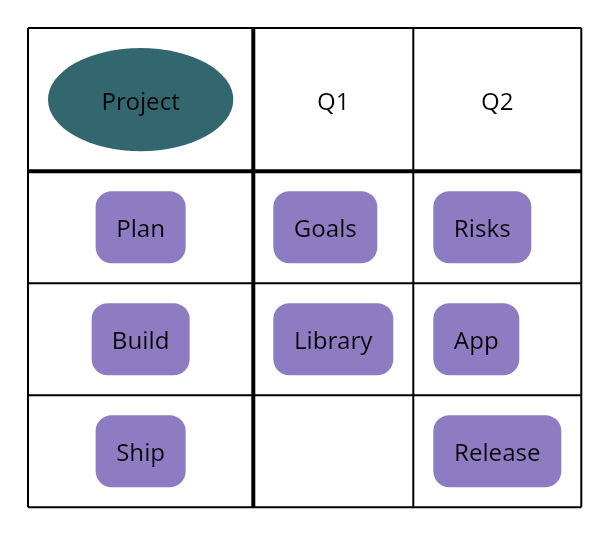 Project
Q1
Q2
Plan
Goals
Risks
Build
Library
App
Ship
Release